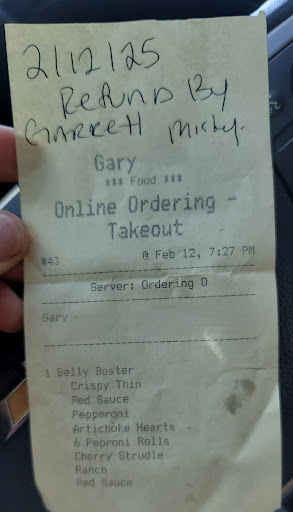 2/12/25
Refund By
Garrett
Gary
*** Food ***
Online Ordering -
Takeout
#43 @ Feb 12, 7:27 PM
Server: Ordering O
Gary
1 Belly Buster
Crispy Thin
Red Sauce
Pepperoni
Artichoke Hearts
6 Peproni Rolls
Cherry Strudle
Ranch
Red Sauce